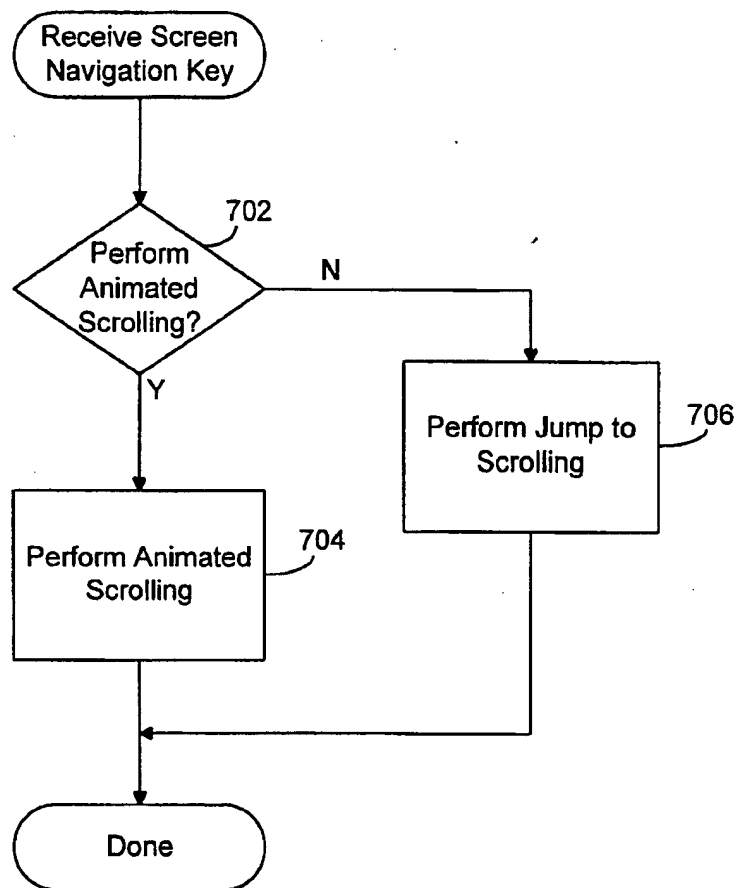 Receive Screen
Navigation Key
702
Perform
Animated
Scrolling?
N
Y
Perform Jump to
Scrolling
706
Perform Animated
Scrolling
704
Done